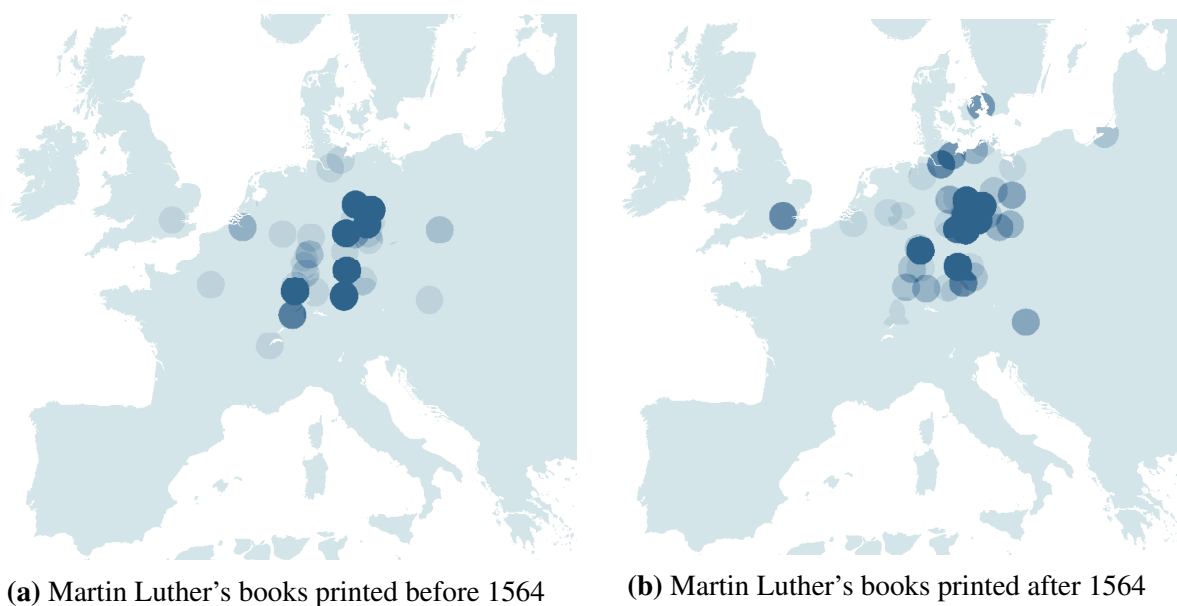 (a) Martin Luther's books printed before 1564
(b) Martin Luther's books printed after 1564